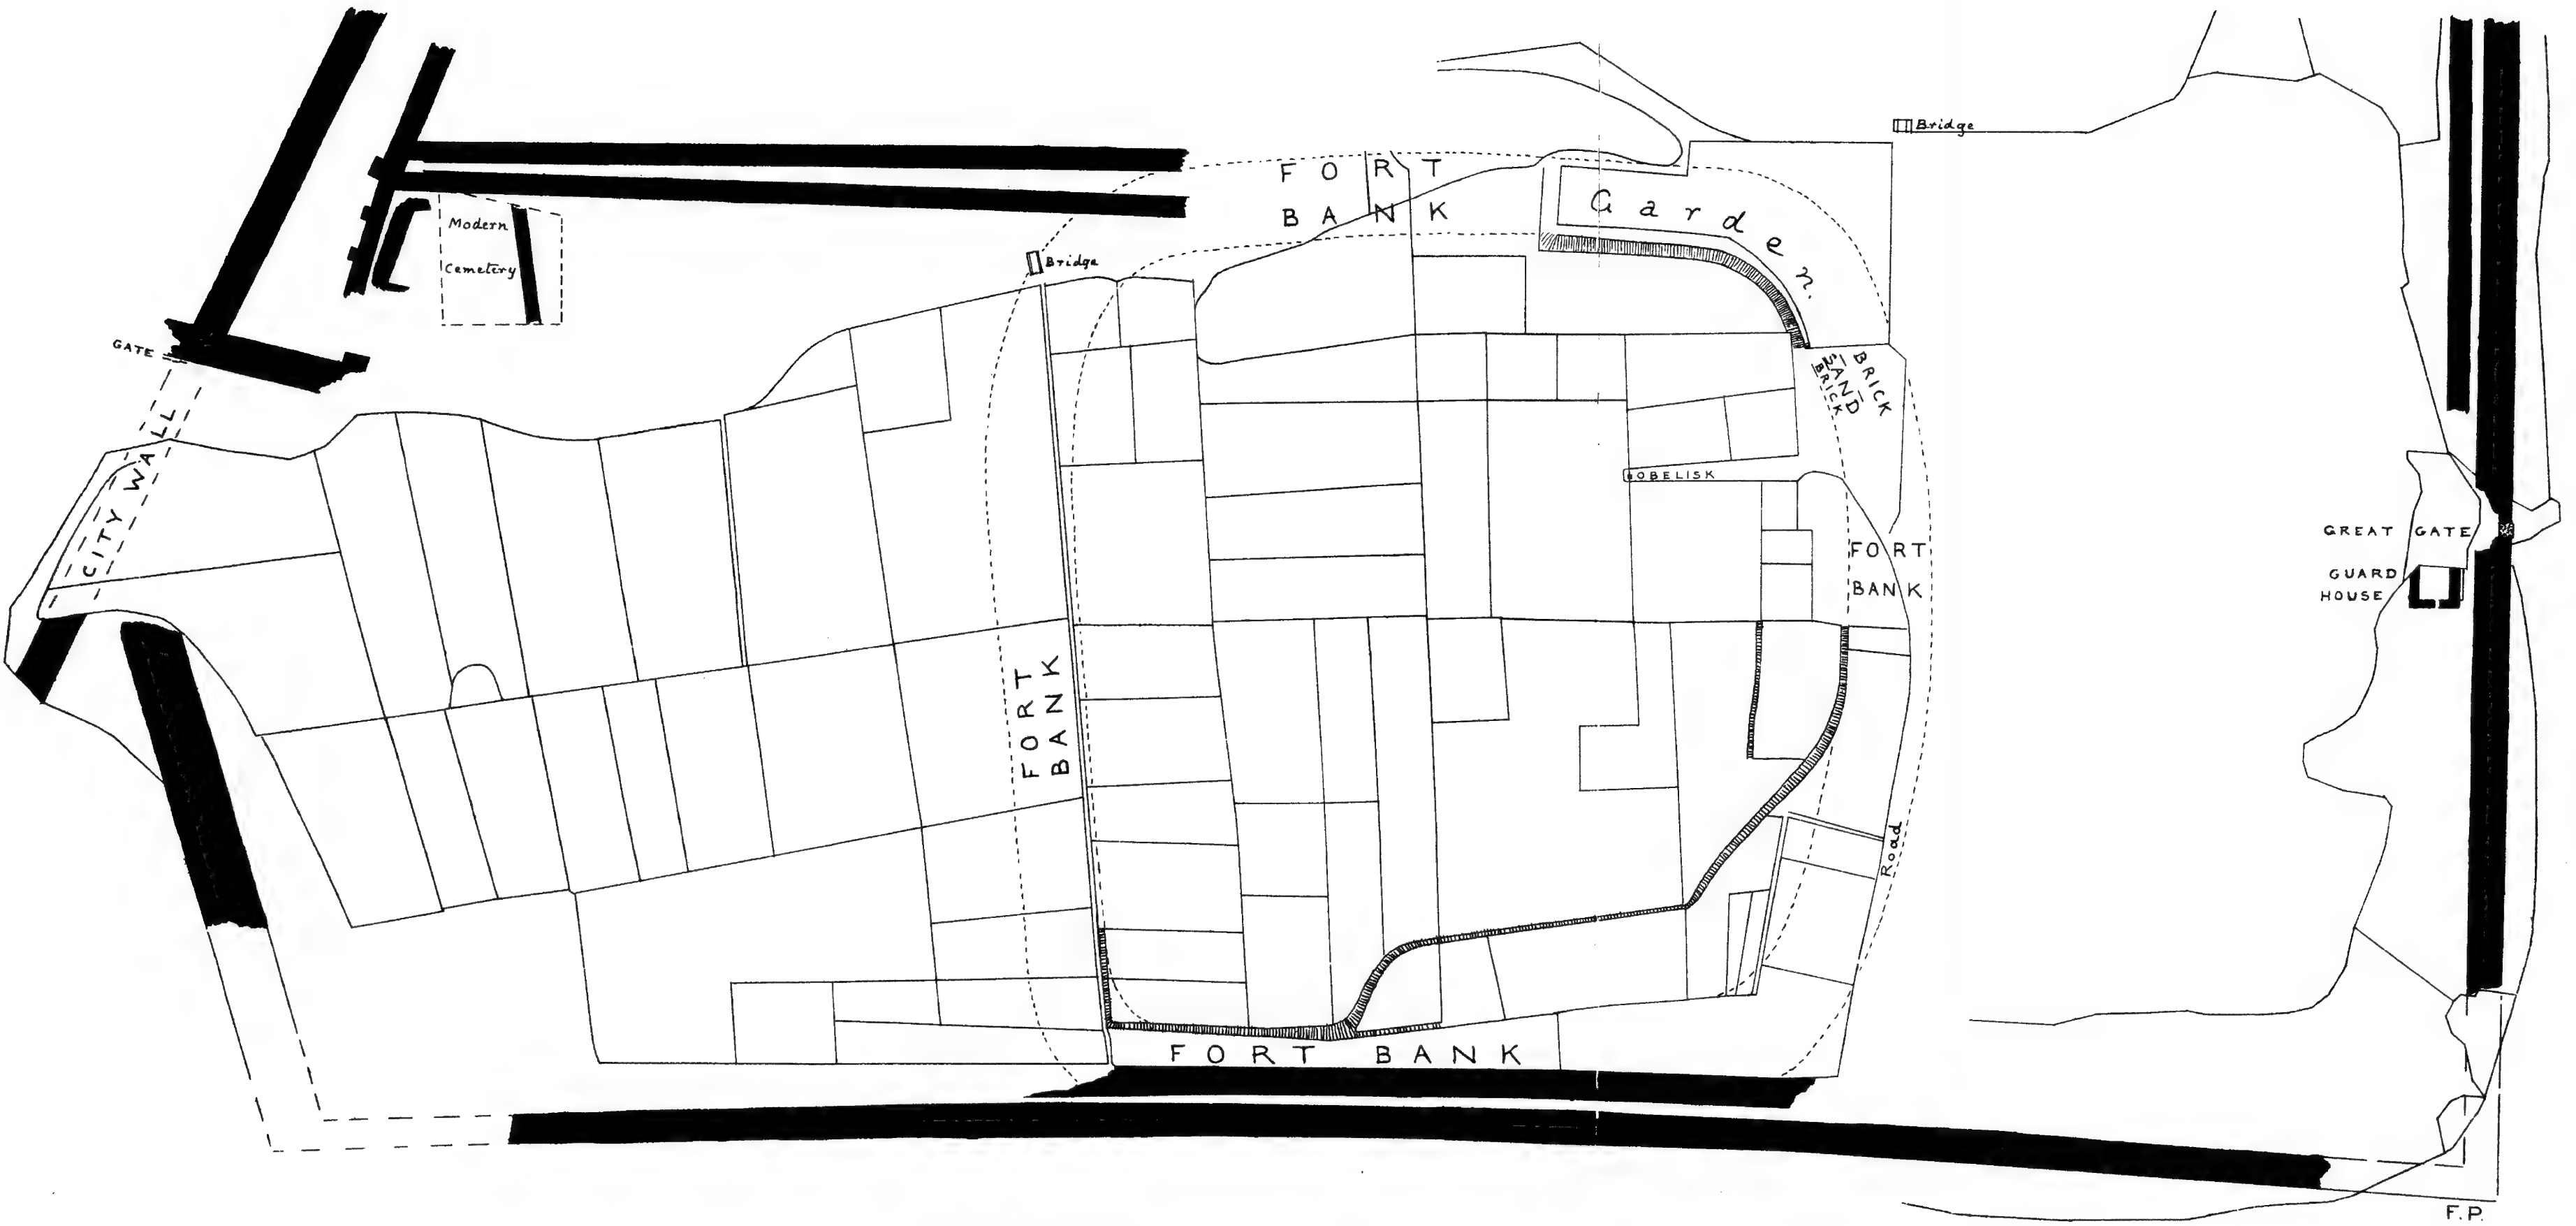 Bridge
FORT
BANK
Garden.
Modern
Cemetery
Bridge
GATE
CITY WALL
BRICK
SAND
BRICK
OBELISK
GREAT GATE
GUARD
HOUSE
FORT
BANK
FORT
BANK
Road
FORT BANK
F.P.